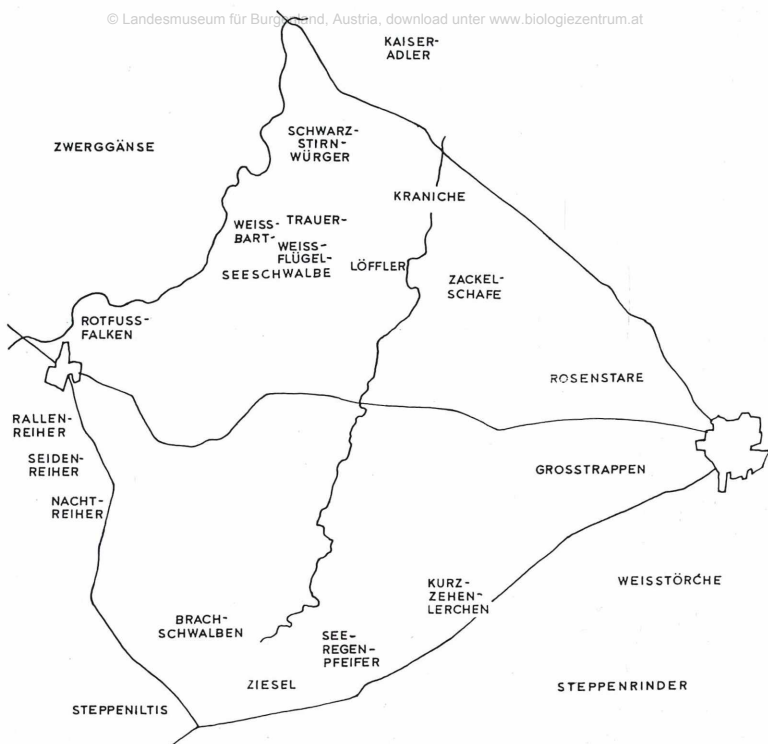 © Landesmuseum für Burgenland, Austria, download unter www.biologiezentrum.at
KAISER-
ADLER
SCHWARZ-
STIRN-
WÜRGER
ZWERGGÄNSE
KRANICHE
WEISS-
BART-
TRAUER-
WEISS-
FLÜGEL-
SEESCHWALBE
LÖFFLER
ZACKEL-
SCHAFE
ROTFUSS-
FALKEN
ROSENSTARE
RALLEN-
REIHER
SEIDEN-
REIHER
GROSSTRAPPEN
NACHT-
REIHER
KURZ-
ZEHEN-
LERCHEN
WEISSTÖRCHE
BRACH-
SCHWALBEN
SEE-
REGEN-
PFEIFER
ZIESEL
STEPPENRINDER
STEPPENILTIS